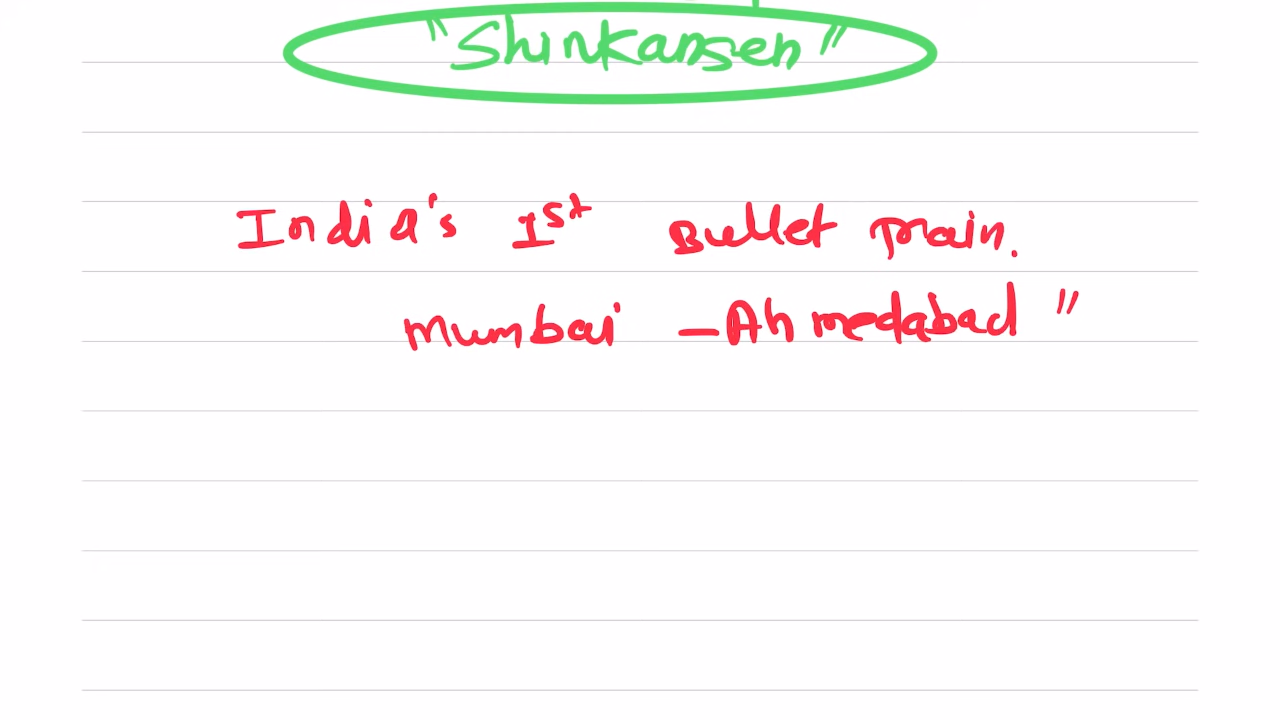 "Shinkansen"
India's 1st Bullet Train.
Mumbai - Ahmedabad "